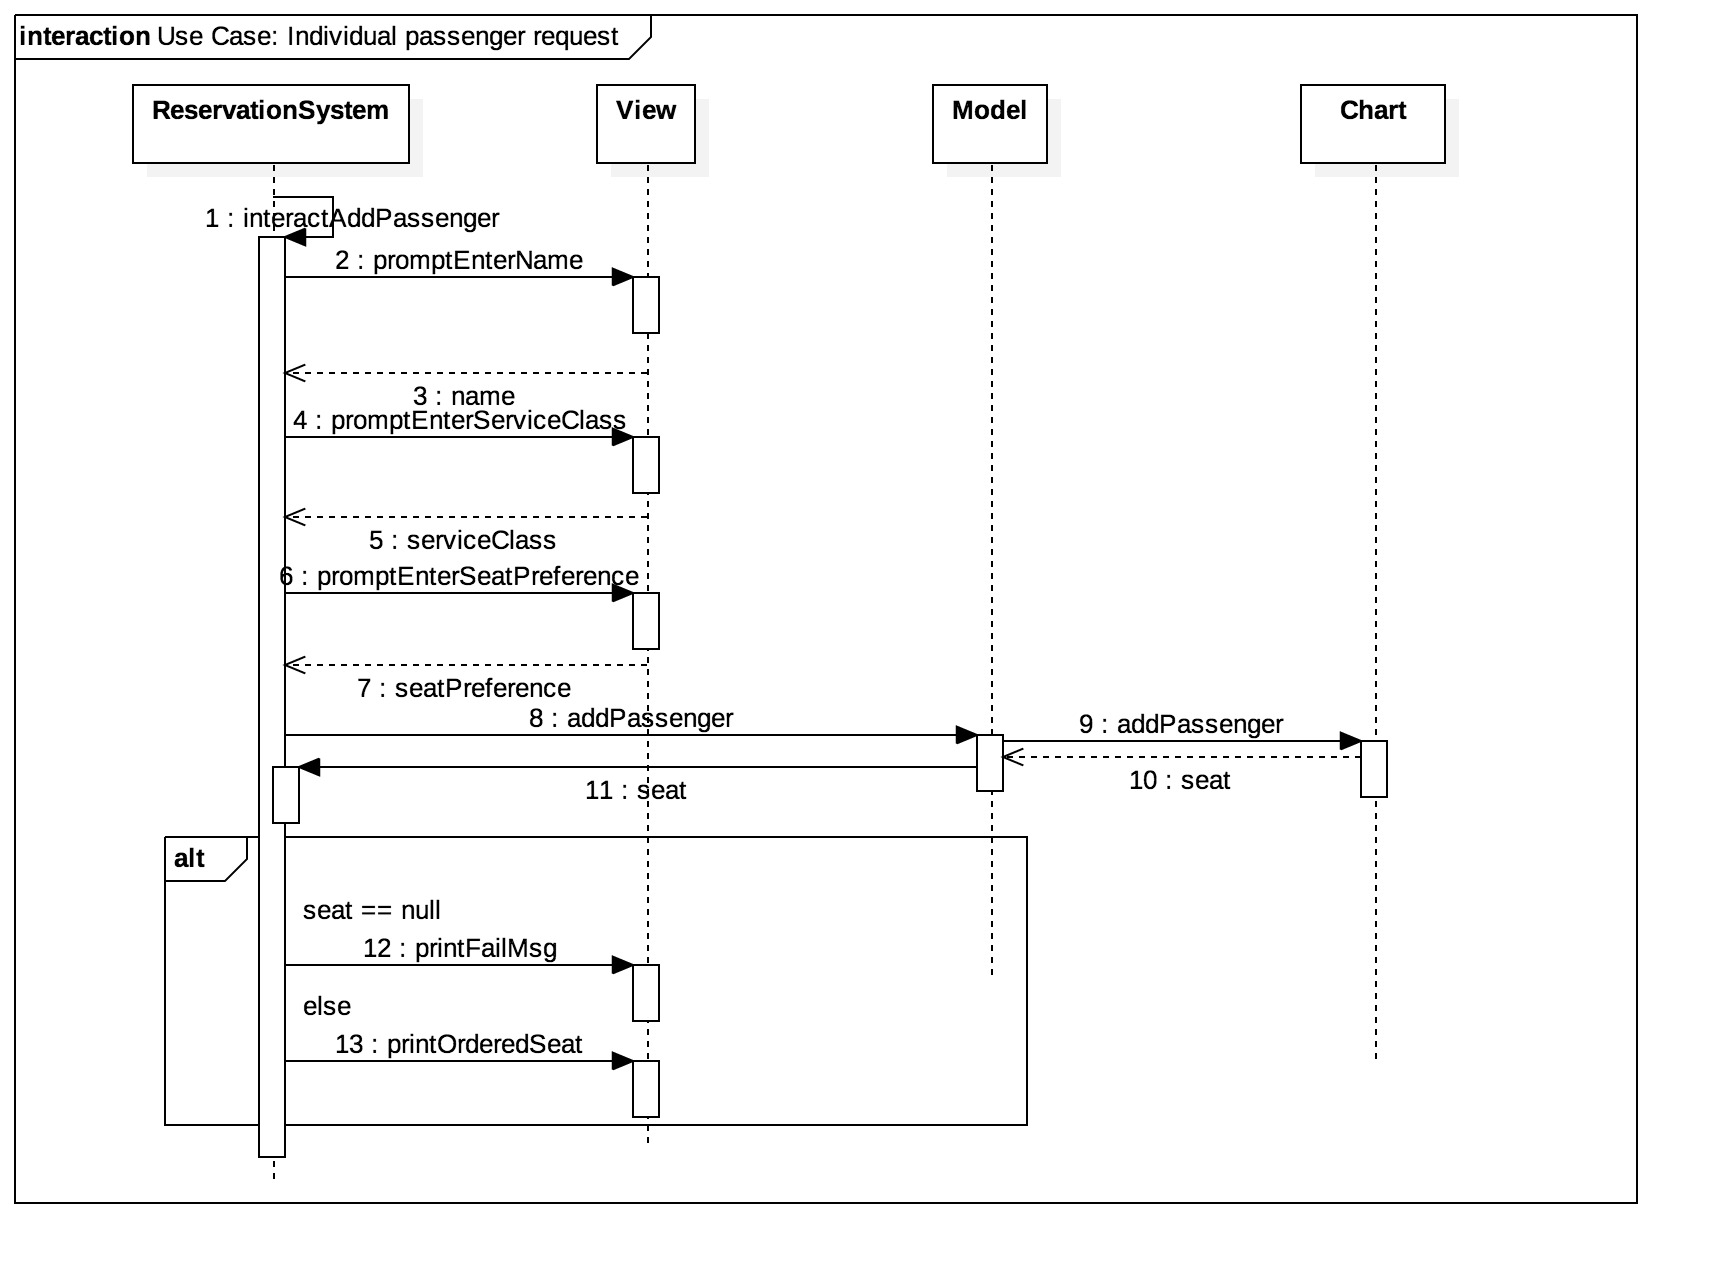 interaction Use Case: Individual passenger request
ReservationSystem
View
Model
Chart
1 : interactAddPassenger
2 : promptEnterName
3 : name
4 : promptEnterServiceClass
5 : serviceClass
6 : promptEnterSeatPreference
7 : seatPreference
8 : addPassenger
9 : addPassenger
10 : seat
11 : seat
alt
seat == null
12 : printFailMsg
else
13 : printOrderedSeat